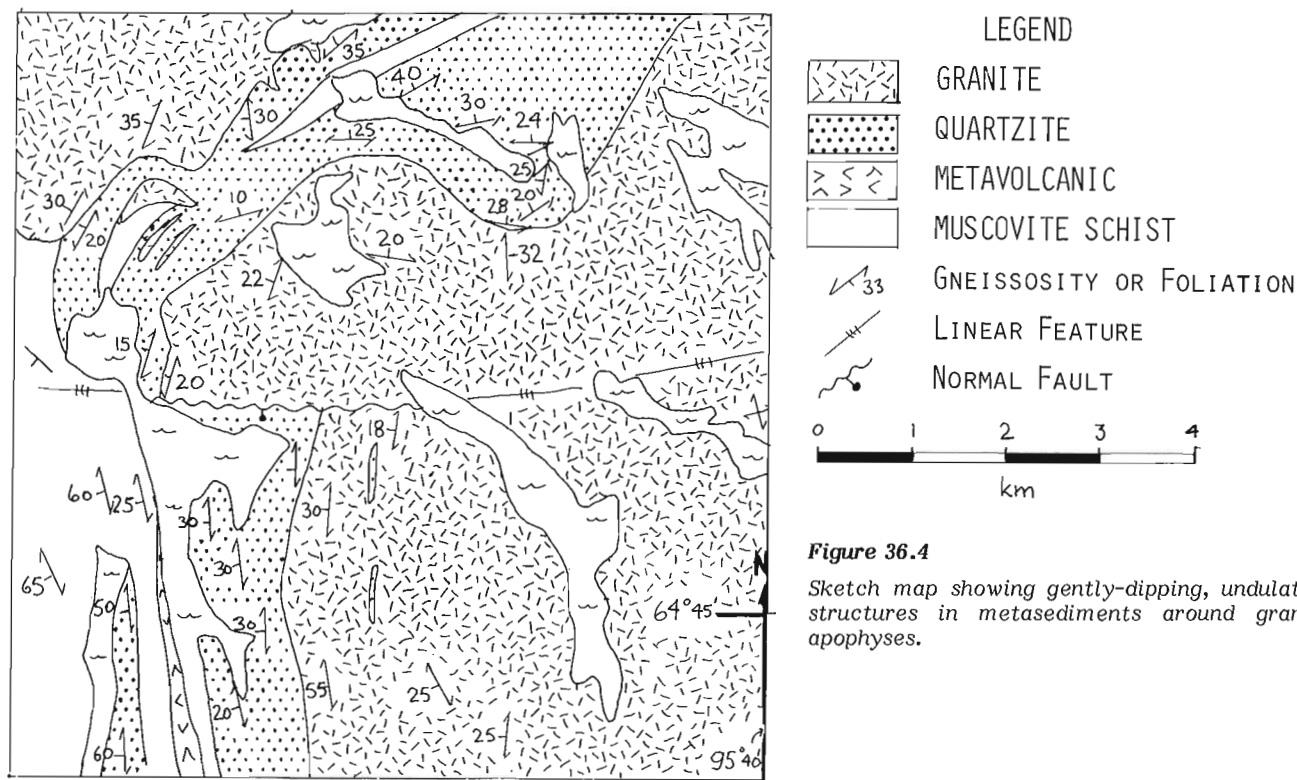 35
40
30
24
35
30
25
25
20
30
20
10
28
20
32
22
15
20
18
60
25
30
30
30
65
50
30
64°45'
55
25
20
25
60
95°40'
LEGEND
GRANITE
QUARTZITE
METAVOLCANIC
MUSCOVITE SCHIST
33 GNEISSOSITY OR FOLIATION
LINEAR FEATURE
NORMAL FAULT
0 1 2 3 4
km
N
Figure 36.4
Sketch map showing gently-dipping, undulat
structures in metasediments around gran
apophyses.